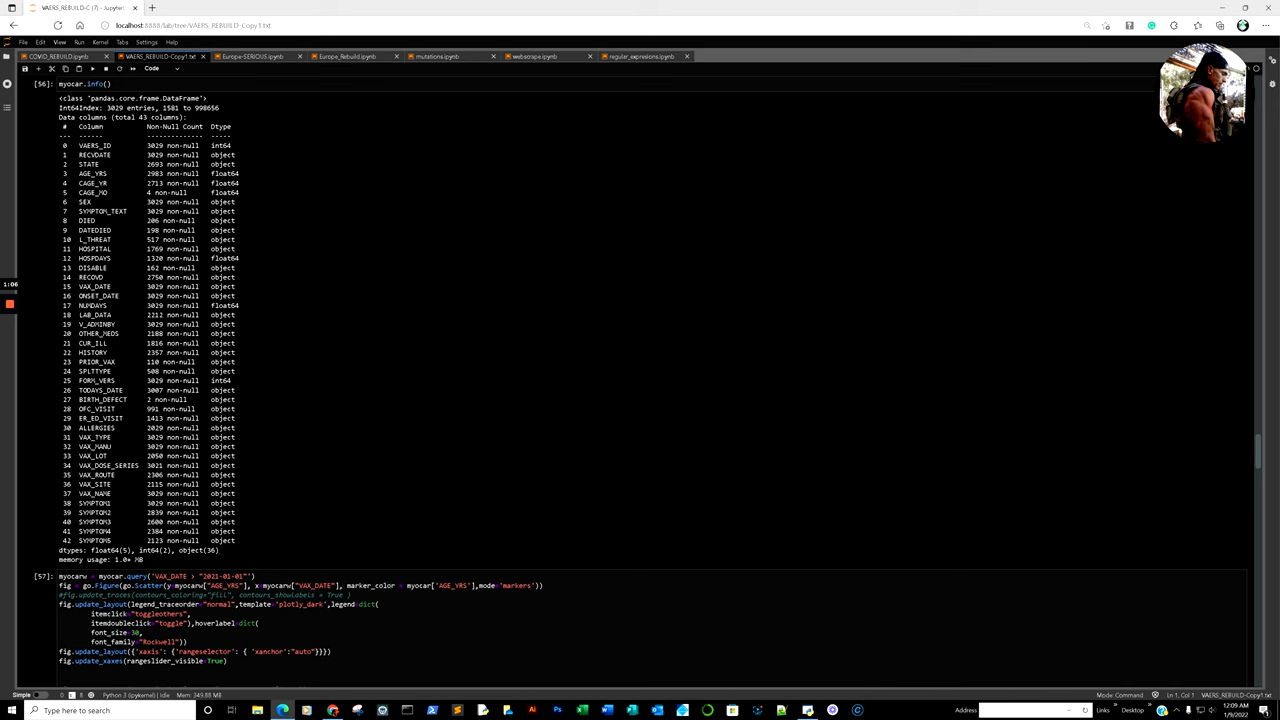 VAERS_REBUILD-C (7) - Jupyter
localhost:8888/lab/tree/VAERS_REBUILD-Copy1.txt
File Edit View Run Kernel Tabs Settings Help
COVID_REBUILD.ipynb VAERS_REBUILD-Copy1.txt Europe-SERIOUS.ipynb Europe_Rebuild.ipynb mutations.ipynb webscrape.ipynb regular_expresions.ipynb
Code
[56]: myocar.info()
<class 'pandas.core.frame.DataFrame'>
Int64Index: 3029 entries, 1581 to 998656
Data columns (total 43 columns):
# Column Non-Null Count Dtype
--- ------ -------------- -----
0 VAERS_ID 3029 non-null int64
1 RECVDATE 3029 non-null object
2 STATE 2693 non-null object
3 AGE_YRS 2983 non-null float64
4 CAGE_YR 2713 non-null float64
5 CAGE_MO 4 non-null float64
6 SEX 3029 non-null object
7 SYMPTOM_TEXT 3029 non-null object
8 DIED 206 non-null object
9 DATEDIED 198 non-null object
10 L_THREAT 517 non-null object
11 HOSPITAL 1769 non-null object
12 HOSPDAYS 1320 non-null float64
13 DISABLE 162 non-null object
14 RECOVD 2750 non-null object
15 VAX_DATE 3029 non-null object
16 ONSET_DATE 3029 non-null object
17 NUMDAYS 3029 non-null float64
18 LAB_DATA 2212 non-null object
19 V_ADMINBY 3029 non-null object
20 OTHER_MEDS 2188 non-null object
21 CUR_ILL 1816 non-null object
22 HISTORY 2357 non-null object
23 PRIOR_VAX 110 non-null object
24 SPLTTYPE 508 non-null object
25 FORM_VERS 3029 non-null int64
26 TODAYS_DATE 3007 non-null object
27 BIRTH_DEFECT 2 non-null object
28 OFC_VISIT 991 non-null object
29 ER_ED_VISIT 1413 non-null object
30 ALLERGIES 2029 non-null object
31 VAX_TYPE 3029 non-null object
32 VAX_MANU 3029 non-null object
33 VAX_LOT 2050 non-null object
34 VAX_DOSE_SERIES 3021 non-null object
35 VAX_ROUTE 2306 non-null object
36 VAX_SITE 2115 non-null object
37 VAX_NAME 3029 non-null object
38 SYMPTOM1 3029 non-null object
39 SYMPTOM2 2839 non-null object
40 SYMPTOM3 2600 non-null object
41 SYMPTOM4 2384 non-null object
42 SYMPTOM5 2123 non-null object
dtypes: float64(5), int64(2), object(36)
memory usage: 1.0+ MB
1:06
[57]: myocarw = myocar.query('VAX_DATE > "2021-01-01"')
fig = go.Figure(go.Scatter(y=myocarw["AGE_YRS"], x=myocarw["VAX_DATE"], marker_color = myocar['AGE_YRS'],mode='markers'))
#fig.update_traces(contours_coloring="fill", contours_showlabels = True )
fig.update_layout(legend_traceorder="normal",template='plotly_dark',legend=dict(
itemclick="toggleothers",
itemdoubleclick="toggle"),hoverlabel=dict(
font_size=30,
font_family="Rockwell"))
fig.update_layout({'xaxis': {'rangeselector': { 'xanchor':"auto"}}})
fig.update_xaxes(rangeslider_visible=True)
Simple 0 8 Python 3 (ipykernel) | Idle Mem: 349.88 MB Mode: Command Ln 1, Col 1 VAERS_REBUILD-Copy1.txt
Type here to search Address Links Desktop 12:09 AM
1/9/2022